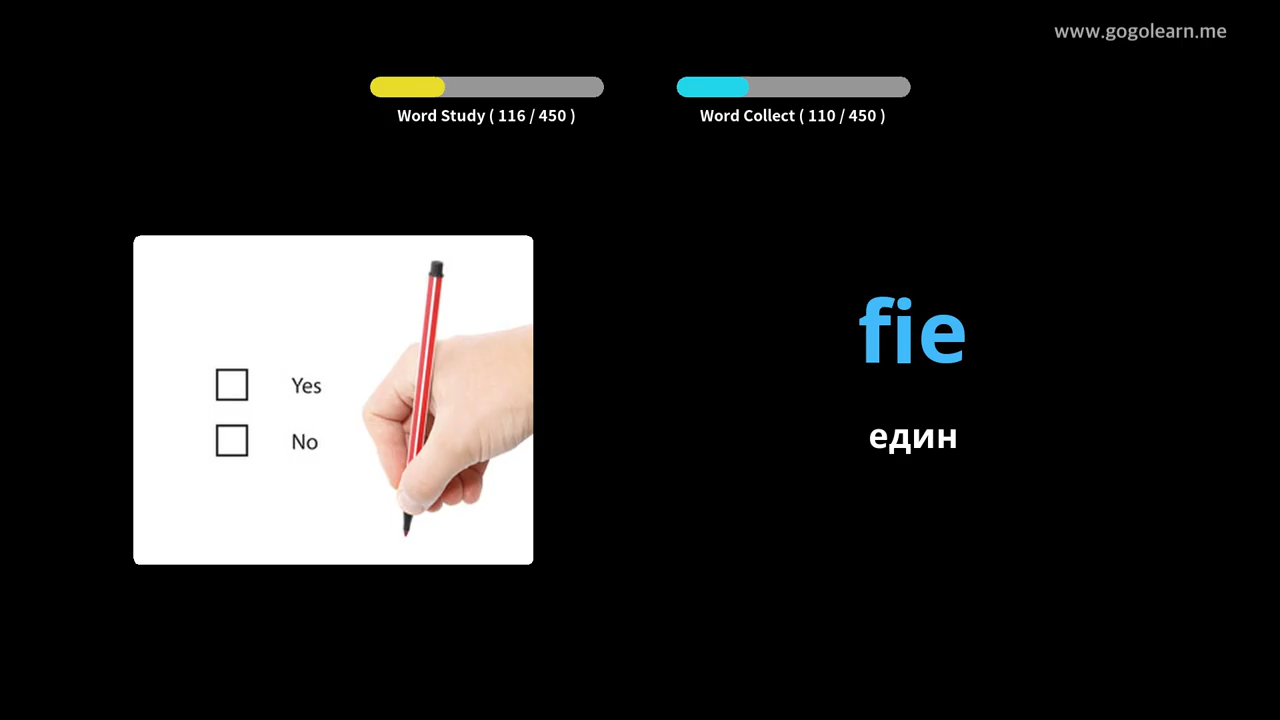 www.gogolearn.me
Word Study ( 116 / 450 )
Word Collect ( 110 / 450 )
Yes
No
fie
един